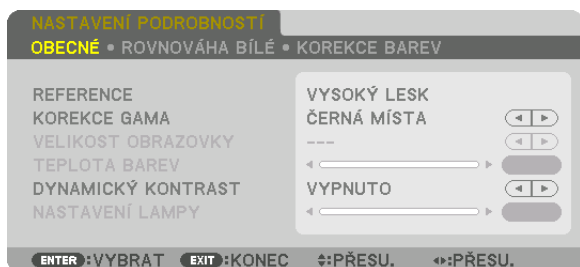 NASTAVENÍ PODROBNOSTÍ
OBECNÉ • ROVNOVÁHA BÍLÉ • KOREKCE BAREV
REFERENCE VYSOKÝ LESK
KOREKCE GAMA ČERNÁ MÍSTA
VELIKOST OBRAZOVKY ---
TEPLOTA BAREV
DYNAMICKÝ KONTRAST VYPNUTO
NASTAVENÍ LAMPY
ENTER :VYBRAT EXIT :KONEC :PŘESU. :PŘESU.